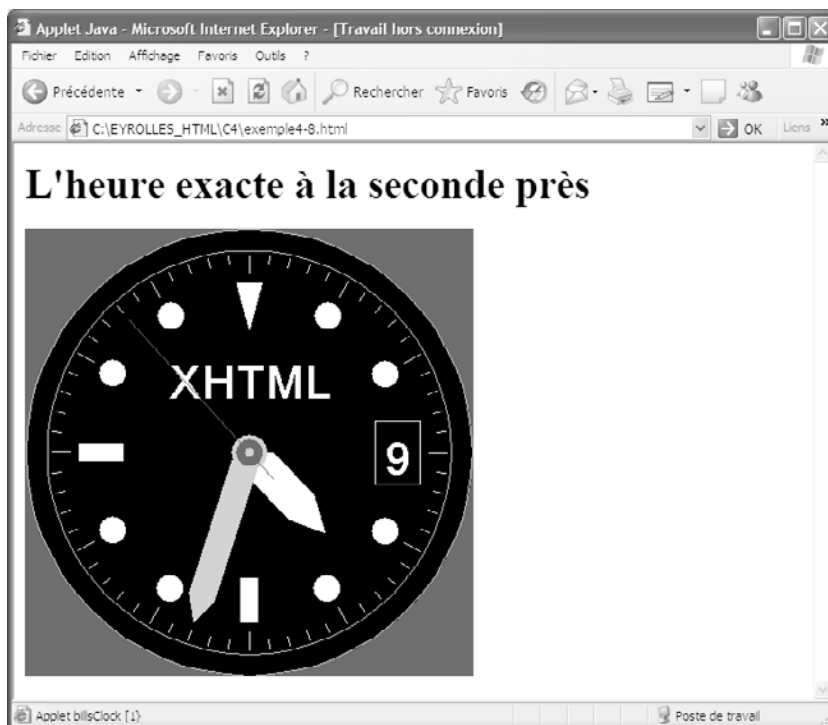 Applet Java - Microsoft Internet Explorer - [Travail hors connexion]
Fichier Edition Affichage Favoris Outils ?
Précédente Rechercher Favoris
Adresse C:\EYROLLES_HTML\C4\exemple4-8.html OK Liens »
L'heure exacte à la seconde près
XHTML
9
Applet billsClock [1} Poste de travail